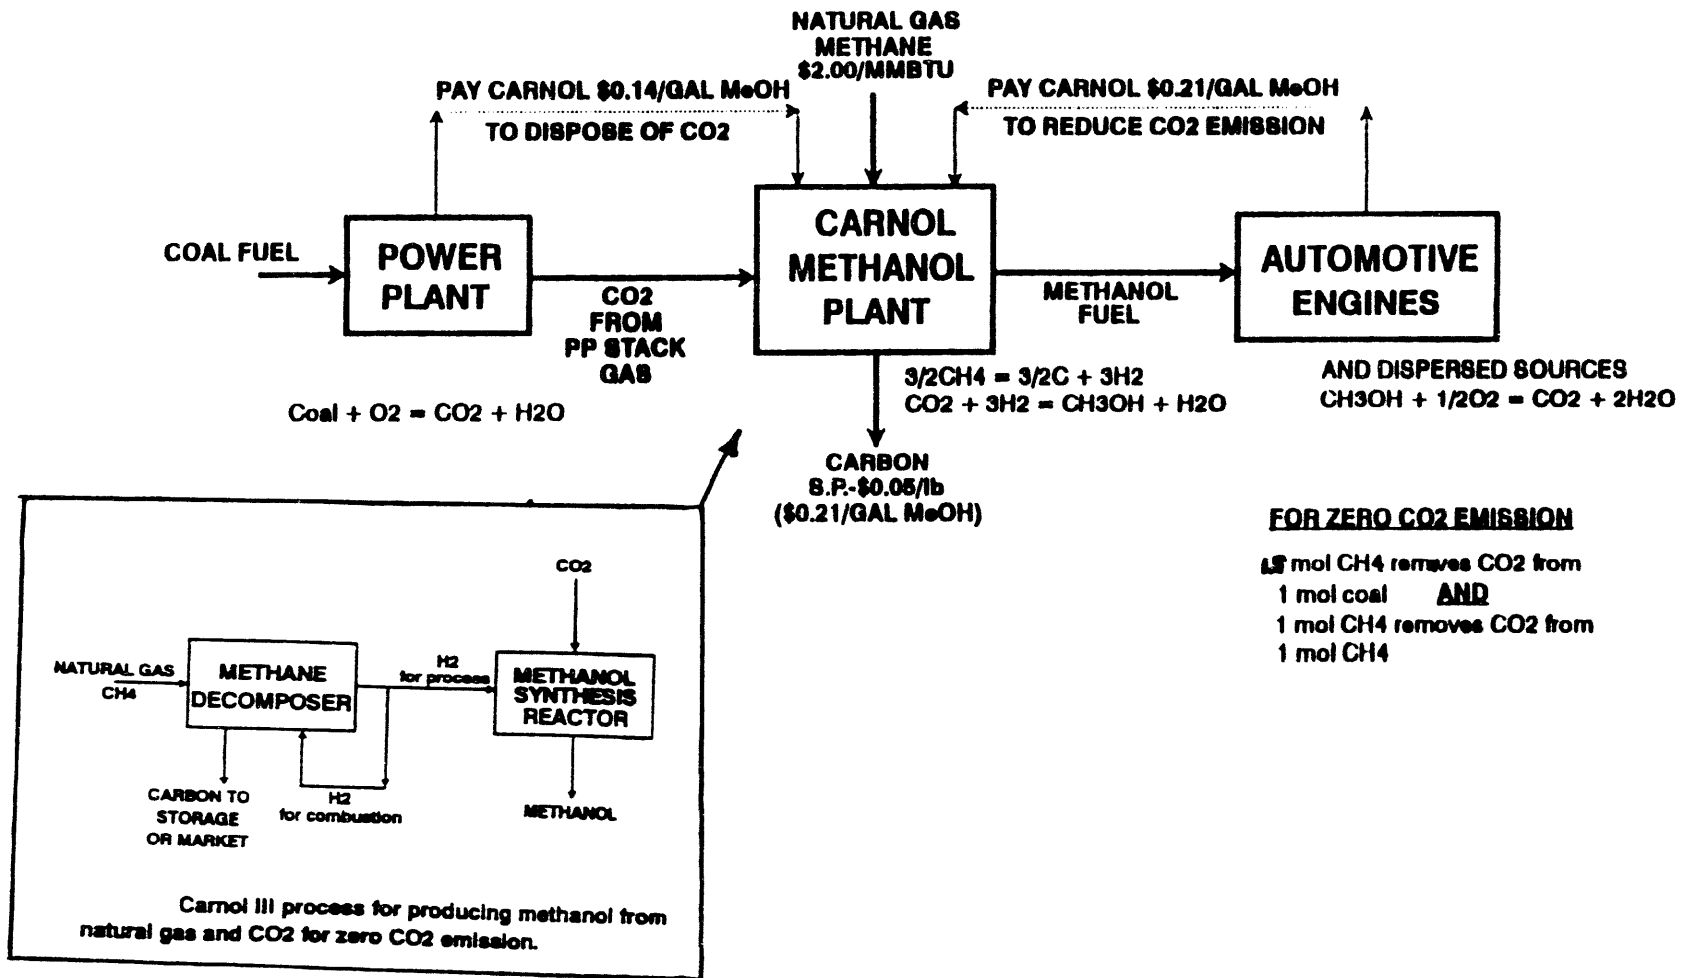 NATURAL GAS
METHANE
$2.00/MMBTU
PAY CARNOL $0.14/GAL MeOH
TO DISPOSE OF CO2
PAY CARNOL $0.21/GAL MeOH
TO REDUCE CO2 EMISSION
COAL FUEL
POWER
PLANT
CO2
FROM
PP STACK
GAS
CARNOL
METHANOL
PLANT
METHANOL
FUEL
AUTOMOTIVE
ENGINES
Coal + O2 = CO2 + H2O
3/2CH4 = 3/2C + 3H2
CO2 + 3H2 = CH3OH + H2O
AND DISPERSED SOURCES
CH3OH + 1/2O2 = CO2 + 2H2O
CARBON
S.P.-$0.05/lb
($0.21/GAL MeOH)
FOR ZERO CO2 EMISSION
mol CH4 removes CO2 from
1 mol coal AND
1 mol CH4 removes CO2 from
1 mol CH4
CO2
NATURAL GAS
CH4
METHANE
DECOMPOSER
H2
for process
METHANOL
SYNTHESIS
REACTOR
CARBON TO
STORAGE
OR MARKET
H2
for combustion
METHANOL
Carnol III process for producing methanol from
natural gas and CO2 for zero CO2 emission.